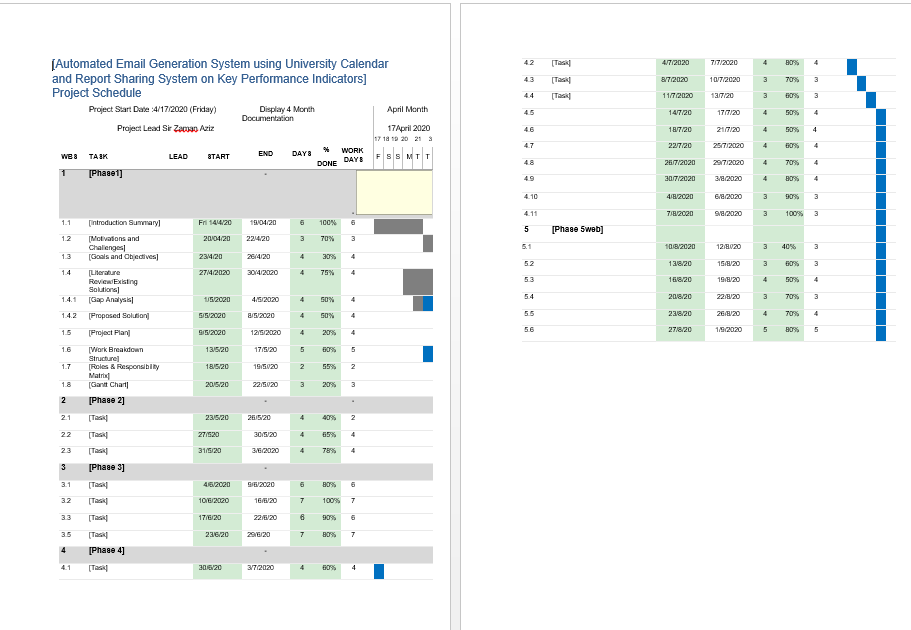 [Automated Email Generation System using University Calendar
and Report Sharing System on Key Performance Indicators]
Project Schedule
Project Start Date :4/17/2020 (Friday) Display 4 Month April Month
Documentation
Project Lead Sir Zaman Aziz 17April 2020
17 18 19 20 21 3
WBS TASK LEAD START END DAYS % DONE WORK DAYS F S S M T T
1 [Phase1] -
-
1.1 [Introduction Summary] Fri 14/4/20 19/04/20 6 100% 6
1.2 [Motivations and 20/04/20 22/4/20 3 70% 3
Challenges]
1.3 [Goals and Objectives] 23/4/20 26/4/20 4 30% 4
1.4 [Literature 27/4/2020 30/4/2020 4 75% 4
Review/Existing
Solutions]
1.4.1 [Gap Analysis] 1/5/2020 4/5/2020 4 50% 4
1.4.2 [Proposed Solution] 5/5/2020 8/5/2020 4 50% 4
1.5 [Project Plan] 9/5/2020 12/5/2020 4 20% 4
1.6 [Work Breakdown 13/5/20 17/5/20 5 60% 5
Structure]
1.7 [Roles & Responsibility 18/5/20 19/5//20 2 55% 2
Matrix]
1.8 [Gantt Chart] 20/5/20 22/5//20 3 20% 3
2 [Phase 2] - -
2.1 [Task] 23/5/20 26/5/20 4 40% 2
2.2 [Task] 27/520 30/5/20 4 65% 4
2.3 [Task] 31/5/20 3/6/2020 4 78% 4
3 [Phase 3] -
3.1 [Task] 4/6/2020 9/6/2020 6 80% 6
3.2 [Task] 10/6/2020 16/6/20 7 100% 7
3.3 [Task] 17/6/20 22/6/20 6 90% 6
3.5 [Task] 23/6/20 29/6/20 7 80% 7
4 [Phase 4] -
4.1 [Task] 30/6/20 3/7/2020 4 60% 4
4.2 [Task] 4/7/2020 7/7/2020 4 80% 4
4.3 [Task] 8/7/2020 10/7/2020 3 70% 3
4.4 [Task] 11/7/2020 13/7/20 3 60% 3
4.5 14/7/20 17/7/20 4 50% 4
4.6 18/7/20 21/7/20 4 50% 4
4.7 22/7/20 25/7/2020 4 60% 4
4.8 26/7/2020 29/7/2020 4 70% 4
4.9 30/7/2020 3/8/2020 4 80% 4
4.10 4/8/2020 6/8/2020 3 90% 3
4.11 7/8/2020 9/8/2020 3 100% 3
5 [Phase 5web]
5.1 10/8/2020 12/8//20 3 40% 3
5.2 13/8/20 15/8/20 3 60% 3
5.3 16/8/20 19/8/20 4 50% 4
5.4 20/8/20 22/8/20 3 70% 3
5.5 23/8/20 26/8/20 4 70% 4
5.6 27/8/20 1/9/2020 5 80% 5